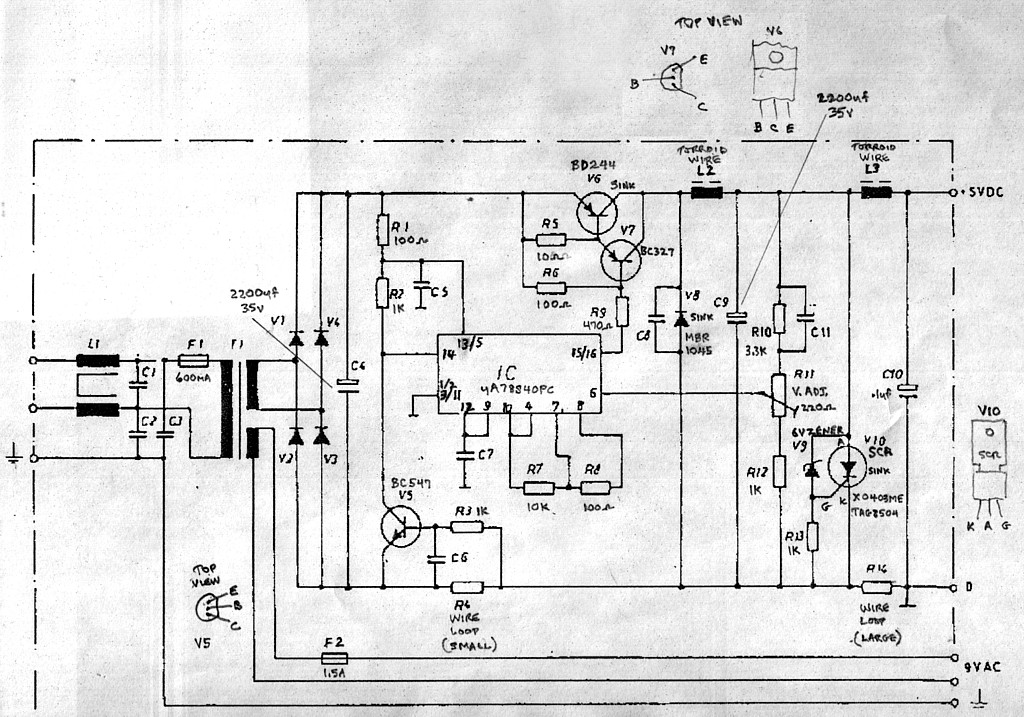 TOP VIEW
V7
E
B
C
V6
B C E
2200uf
35V
TORROID
WIRE
L2
TORROID
WIRE
L3
+5VDC
BD244
V6
SINK
V7
BC327
R1
100Ω
R5
100Ω
R6
100Ω
R2
1K
C5
R9
470Ω
2200uf
35V
V1
V4
C4
C8
V8
SINK
MBR
1045
C9
R10
3.3K
C11
L1
F1
600MA
T1
C1
C2
C3
V2
V3
14
13/5
15/16
IC
uA78S40PC
1/2
3/11
6
12 9 10 4 7 8
R11
V. ADJ.
220Ω
C10
.1uf
V10
SCR
K A G
C7
R7
10K
R8
100Ω
6V ZENER
V9
A
V10
SCR
SINK
G
K
X0403ME
TAG8504
R12
1K
R13
1K
BC547
V5
R3 1K
C6
R4
WIRE
LOOP
(SMALL)
R14
WIRE
LOOP
(LARGE)
0
TOP
VIEW
E
B
C
V5
F2
1.5A
9VAC